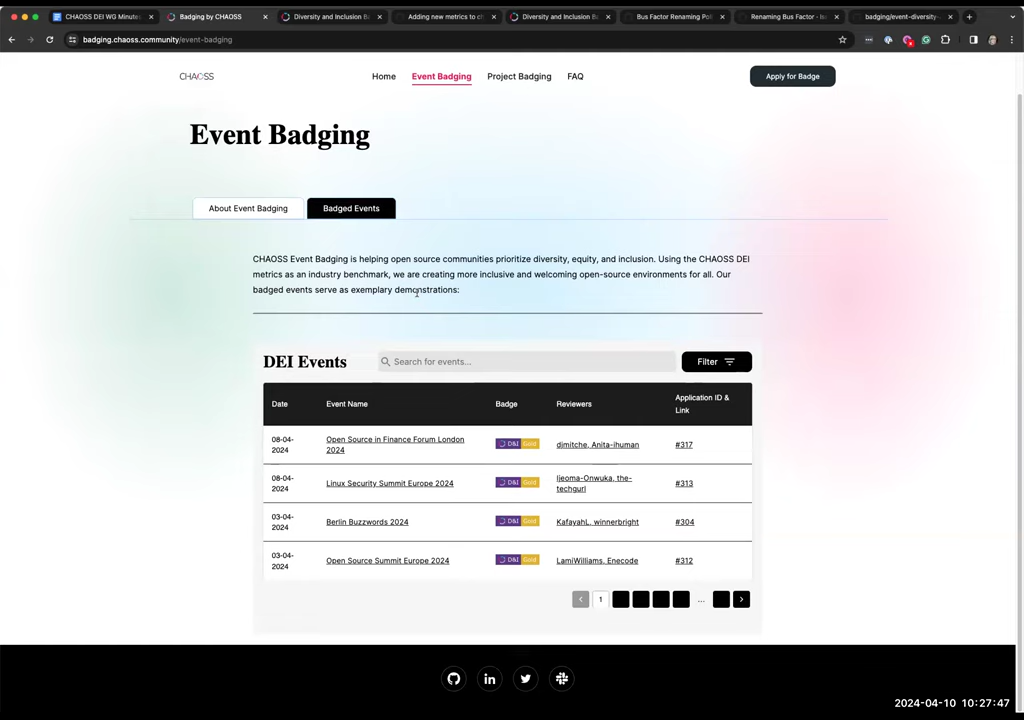 CHAOSS DEI WG Minute
Badging by CHAOSS
Diversity and Inclusion B
Adding new metrics to c
Diversity and Inclusion B
Bus Factor Renaming Po
Renaming Bus Factor -
badging/event-diversity-
badging.chaoss.community/event-badging
CHAOSS
Home
Event Badging
Project Badging
FAQ
Apply for Badge
Event Badging
About Event Badging
Badged Events
CHAOSS Event Badging is helping open source communities prioritize diversity, equity, and inclusion. Using the CHAOSS DEI
metrics as an industry benchmark, we are creating more inclusive and welcoming open-source environments for all. Our
badged events serve as exemplary demonstrations:
DEI Events
Search for events...
Filter
Date
Event Name
Badge
Reviewers
Application ID &
Link
08-04-
2024
Open Source in Finance Forum London
2024
D&I Gold
dimitche, Anita-ihuman
#317
08-04-
2024
Linux Security Summit Europe 2024
D&I Gold
Ijeoma-Onwuka, the-
techgurl
#313
03-04-
2024
Berlin Buzzwords 2024
D&I Gold
KafayahL, winnerbright
#304
03-04-
2024
Open Source Summit Europe 2024
D&I Gold
LamiWilliams, Enecode
#312
1
...
2024-04-10 10:27:47